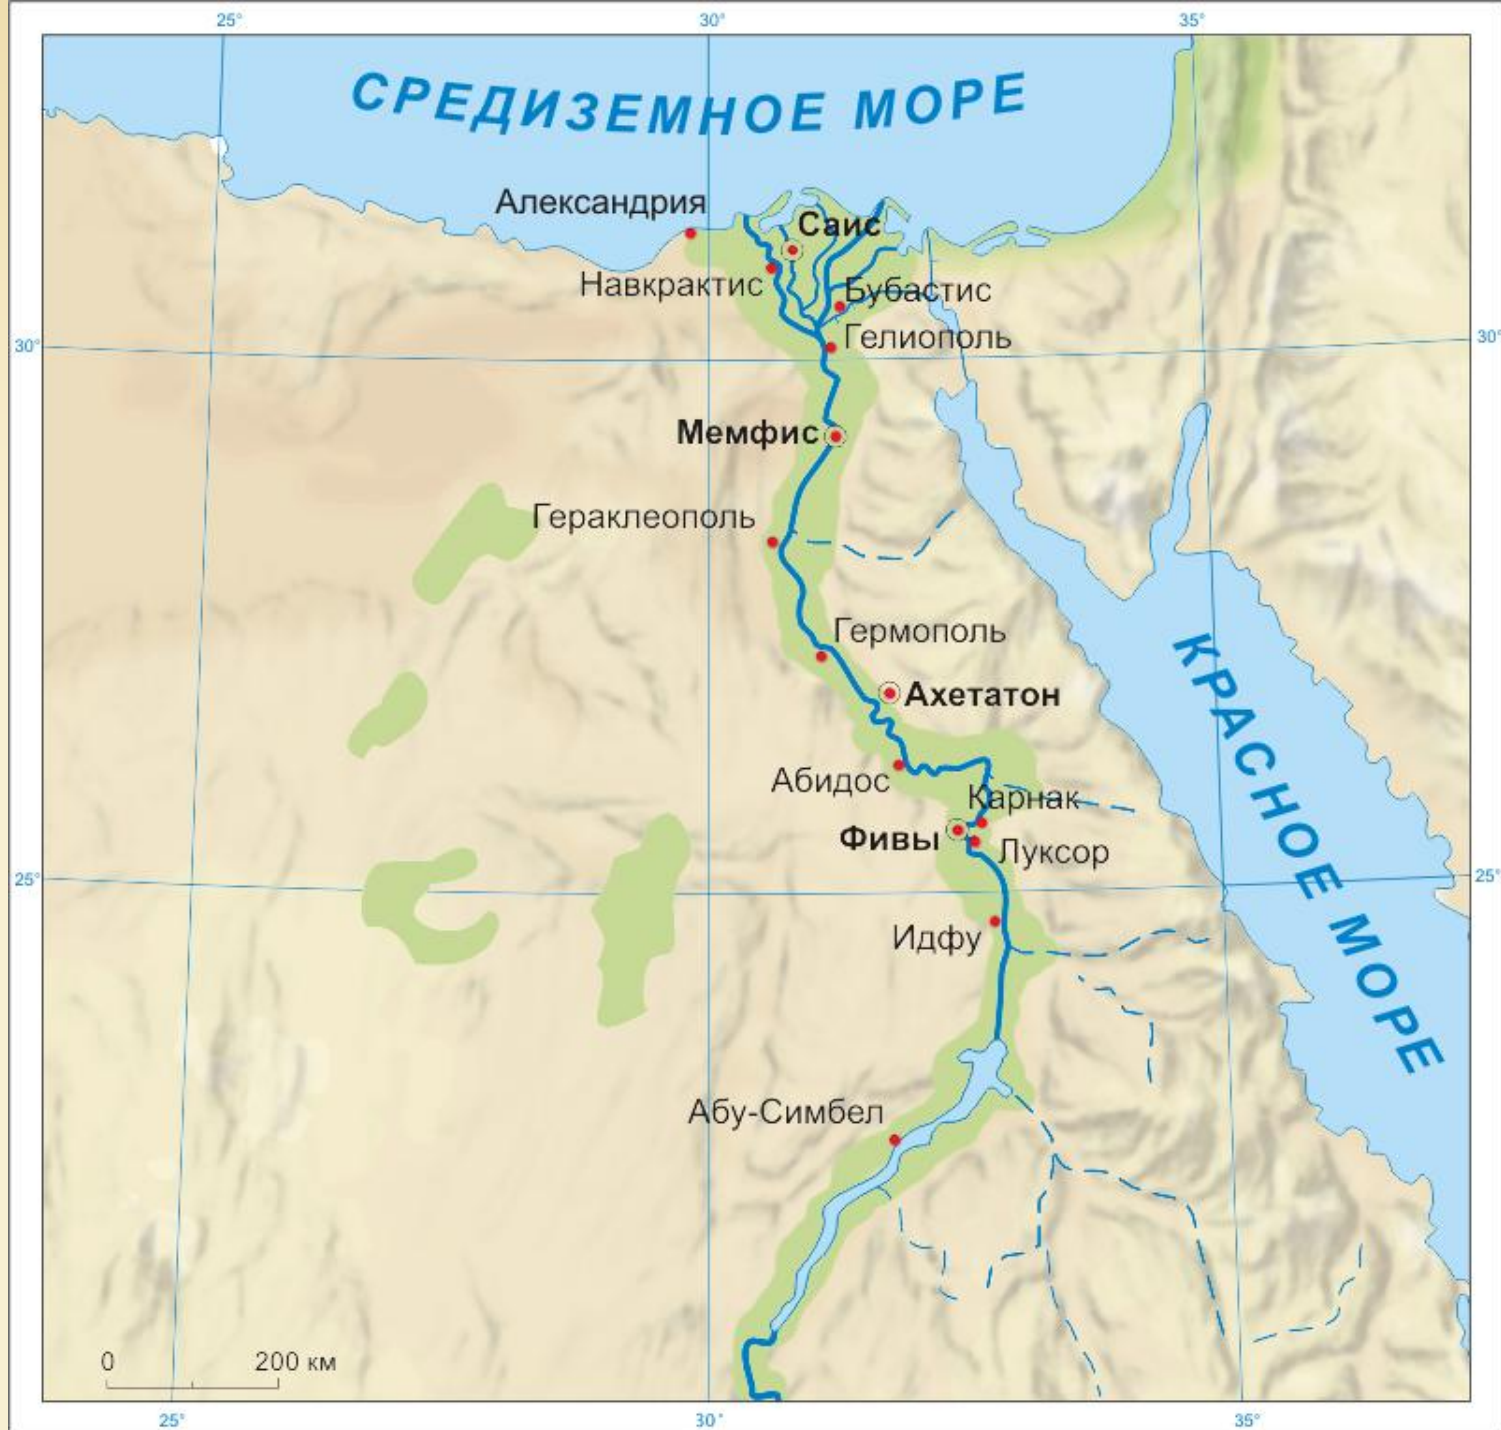 25° 30° 35°
СРЕДИЗЕМНОЕ МОРЕ
Александрия
Саис
Навкрактис
Бубастис
Гелиополь
30° 30°
Мемфис
Гераклеополь
Гермополь
Ахетатон
КРАСНОЕ МОРЕ
Абидос
Карнак
Фивы
Луксор
25° 25°
Идфу
Абу-Симбел
0 200 км
25° 30° 35°